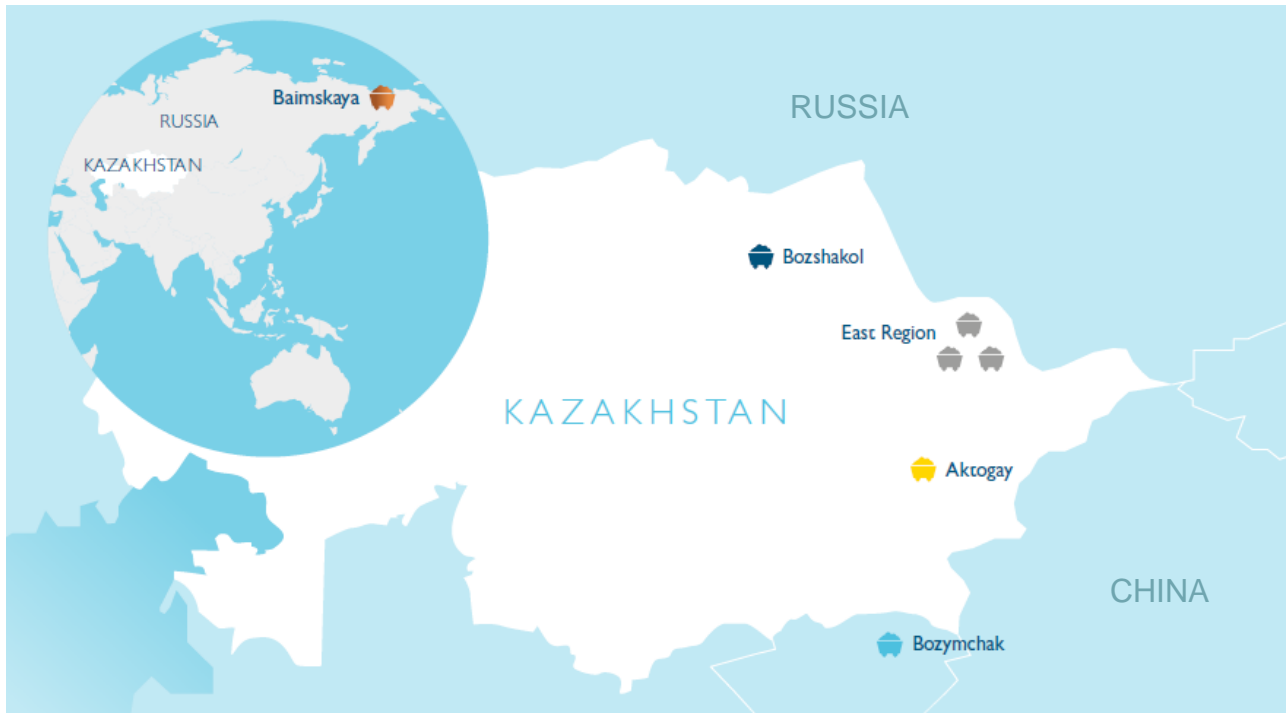 Baimskaya
RUSSIA
KAZAKHSTAN
RUSSIA
Bozshakol
East Region
KAZAKHSTAN
Aktogay
CHINA
Bozymchak